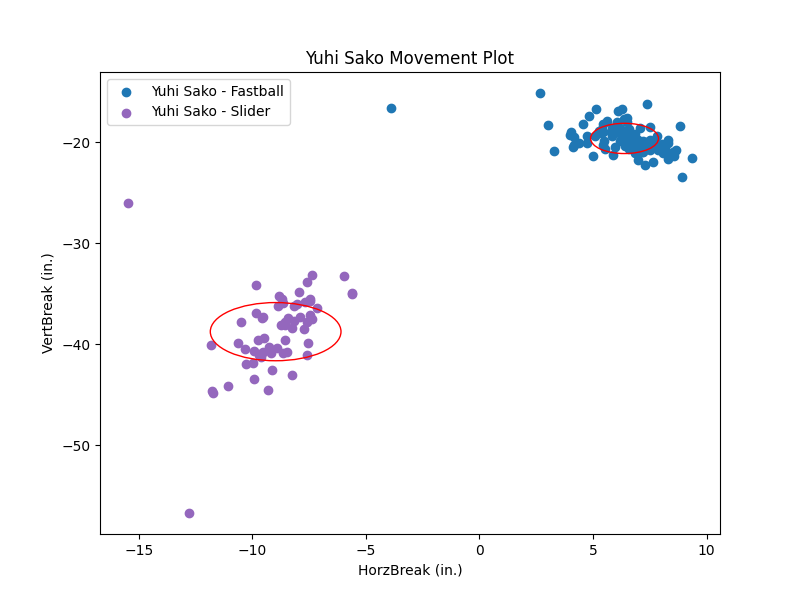 Yuhi Sako Movement Plot
Yuhi Sako - Fastball
Yuhi Sako - Slider
VertBreak (in.)
−20
−30
−40
−50
−15
−10
−5
0
5
10
HorzBreak (in.)